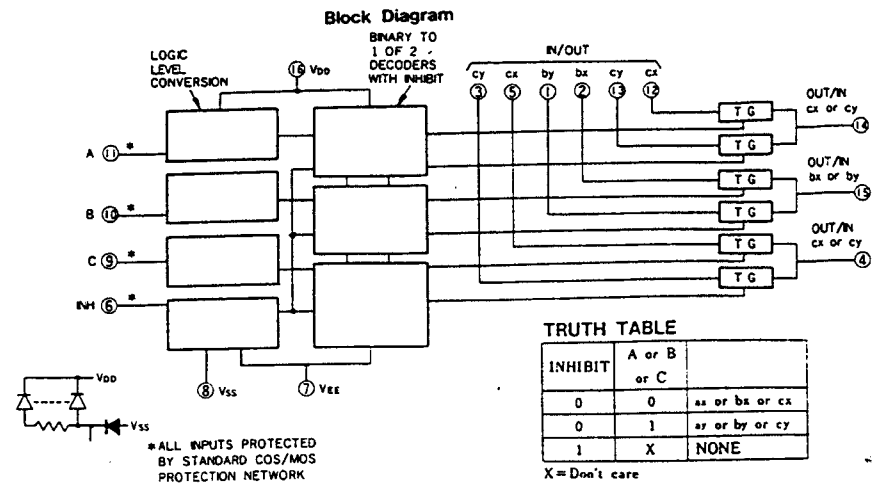 Block Diagram
LOGIC
LEVEL
CONVERSION
BINARY TO
1 OF 2
DECODERS
WITH INHIBIT
16 VDD
IN/OUT
cy cx by bx cy cx
3 5 1 2 13 12
OUT/IN
cx or cy
TG
14
TG
A 11 *
OUT/IN
bx or by
TG
15
B 10 *
TG
OUT/IN
cx or cy
C 9 *
TG
4
TG
INH 6 *
8 VSS
7 VEE
VDD
VSS
*ALL INPUTS PROTECTED
BY STANDARD COS/MOS
PROTECTION NETWORK
TRUTH TABLE
INHIBIT A or B
or C
0 0 ax or bx or cx
0 1 ay or by or cy
1 X NONE
X=Don't care